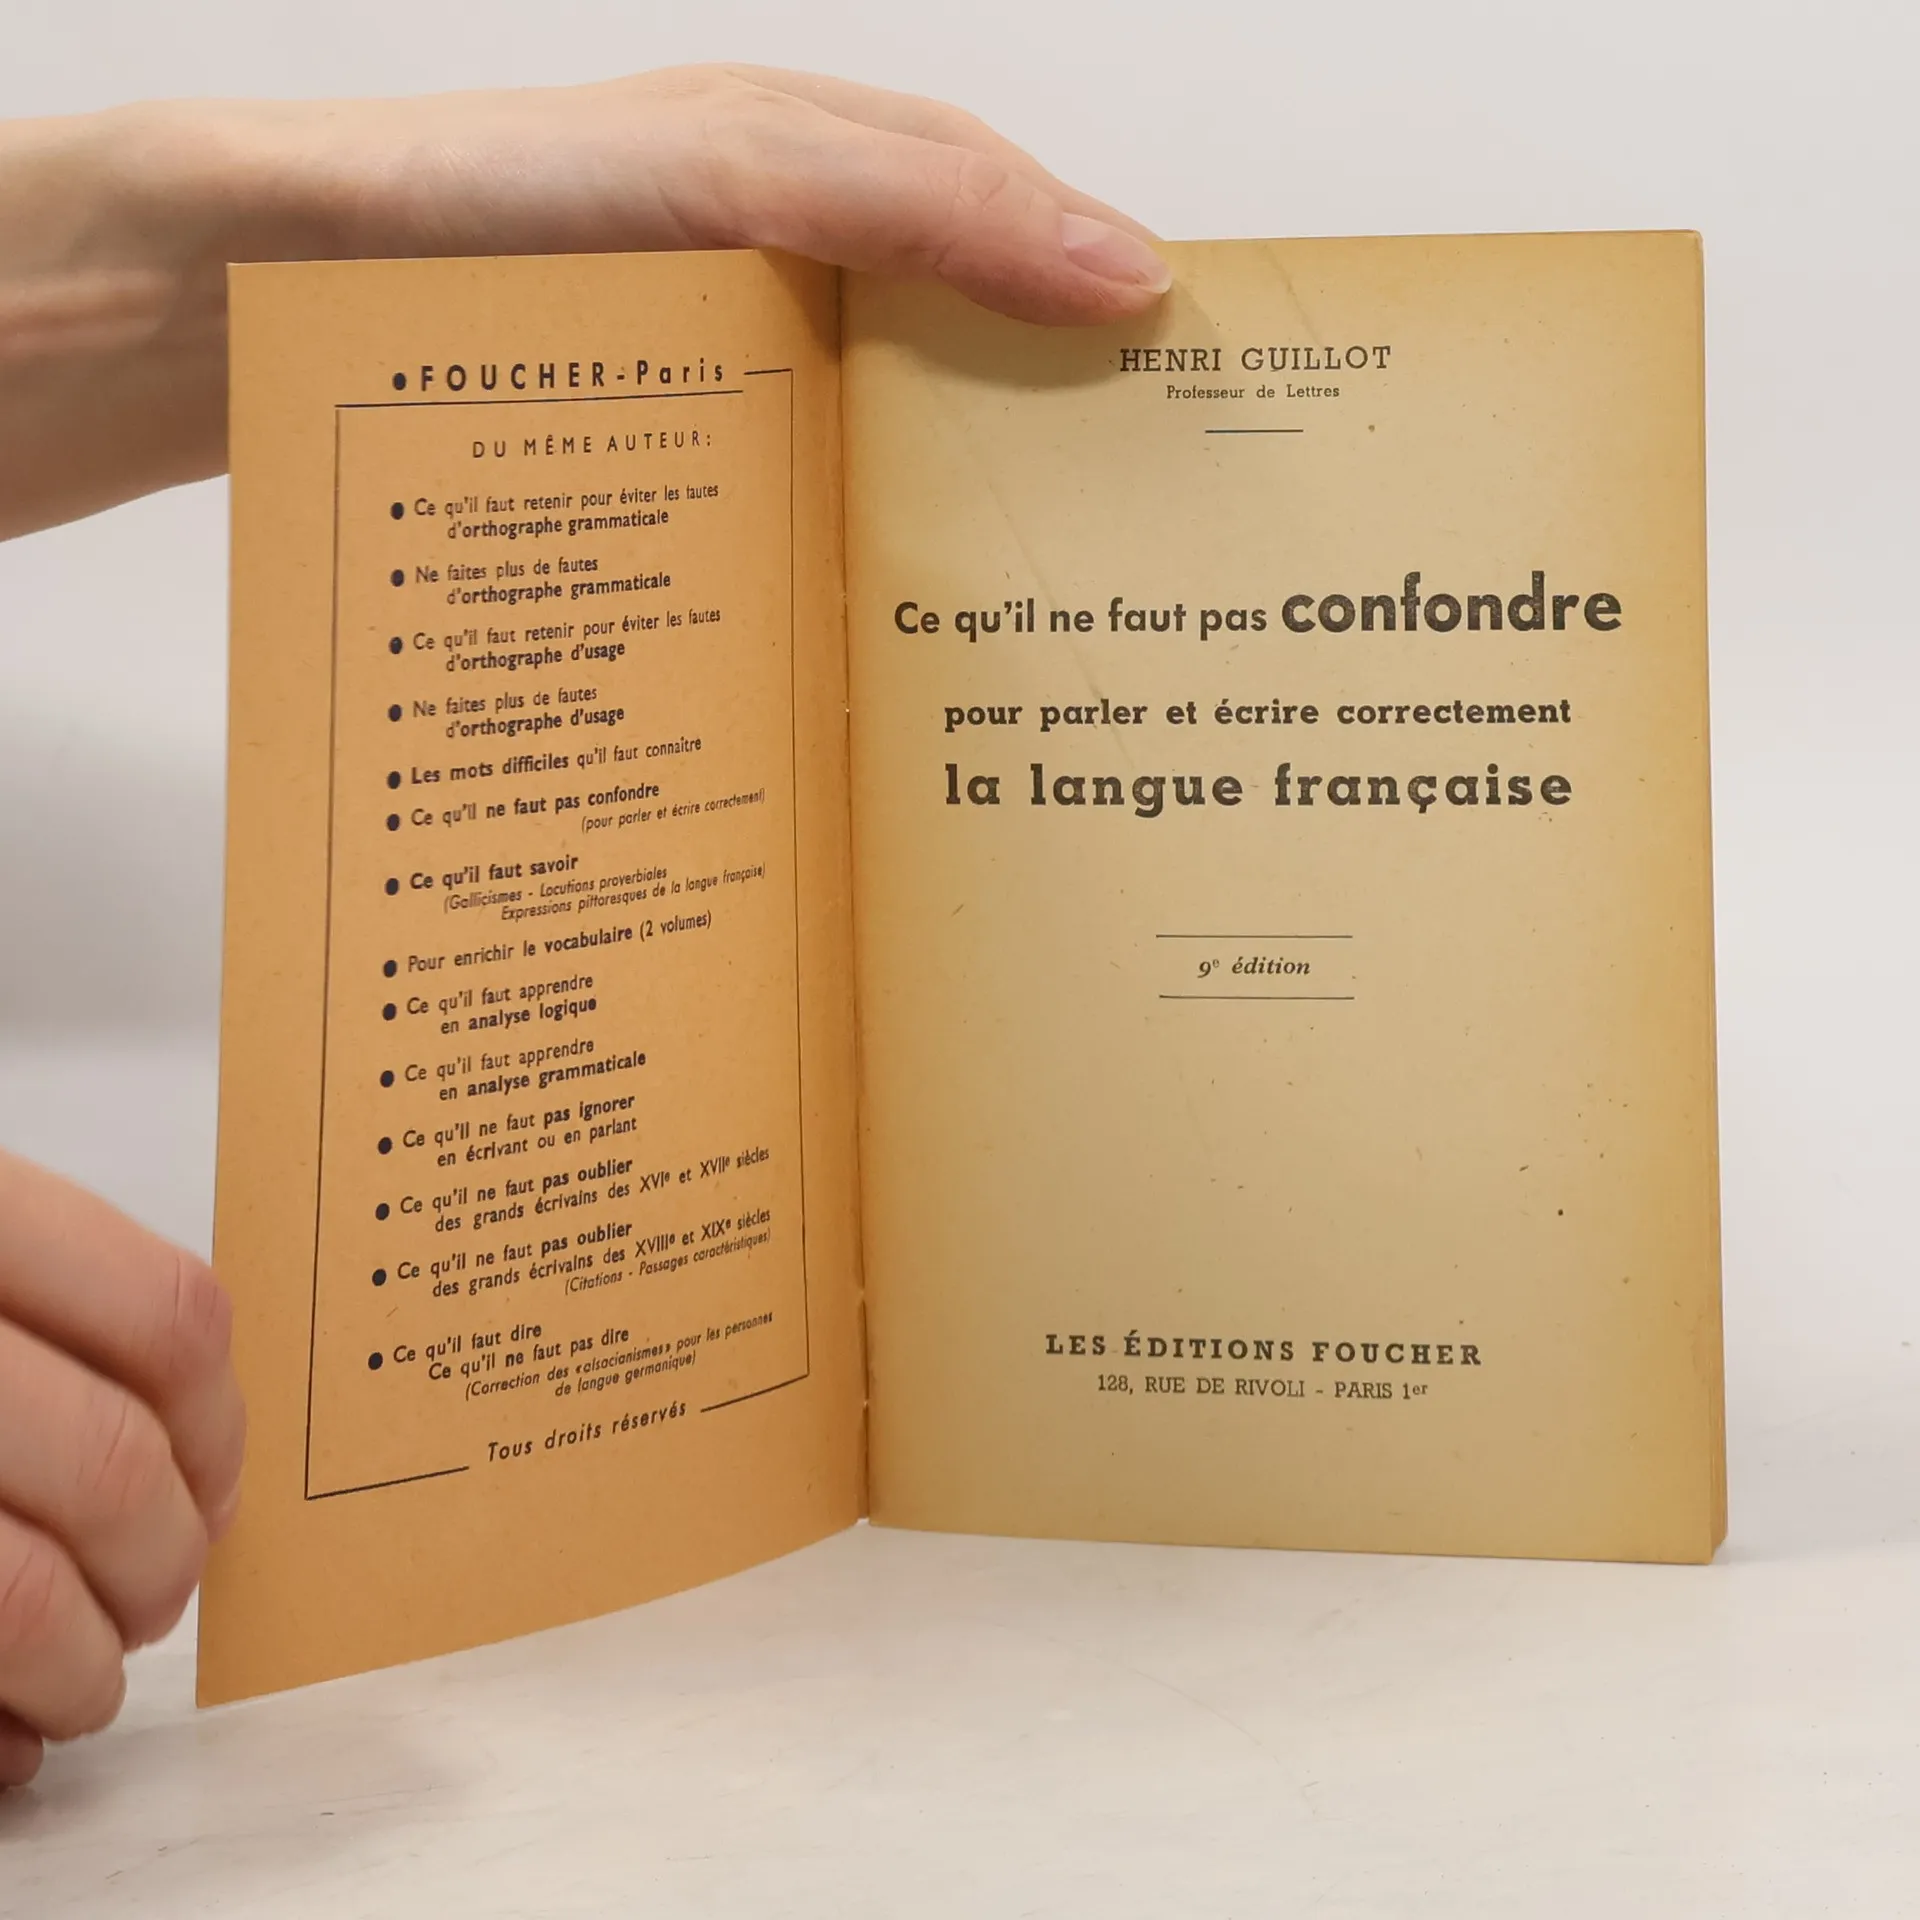 ● FOUCHER - Paris
DU MÊME AUTEUR :
● Ce qu'il faut retenir pour éviter les fautes
d'orthographe grammaticale
● Ne faites plus de fautes
d'orthographe grammaticale
● Ce qu'il faut retenir pour éviter les fautes
d'orthographe d'usage
● Ne faites plus de fautes
d'orthographe d'usage
● Les mots difficiles qu'il faut connaître
● Ce qu'il ne faut pas confondre
(pour parler et écrire correctement)
● Ce qu'il faut savoir
(Gallicismes - Locutions proverbiales
Expressions pittoresques de la langue française)
● Pour enrichir le vocabulaire (2 volumes)
● Ce qu'il faut apprendre
en analyse logique
● Ce qu'il faut apprendre
en analyse grammaticale
● Ce qu'il ne faut pas ignorer
en écrivant ou en parlant
● Ce qu'il ne faut pas oublier
des grands écrivains des XVIe et XVIIe siècles
● Ce qu'il ne faut pas oublier
des grands écrivains des XVIIIe et XIXe siècles
(Citations - Passages caractéristiques)
● Ce qu'il faut dire
Ce qu'il ne faut pas dire
(Correction des «alsacianismes» pour les personnes
de langue germanique)
Tous droits réservés
HENRI GUILLOT
Professeur de Lettres
Ce qu'il ne faut pas confondre
pour parler et écrire correctement
la langue française
9e édition
LES ÉDITIONS FOUCHER
128, RUE DE RIVOLI - PARIS 1er